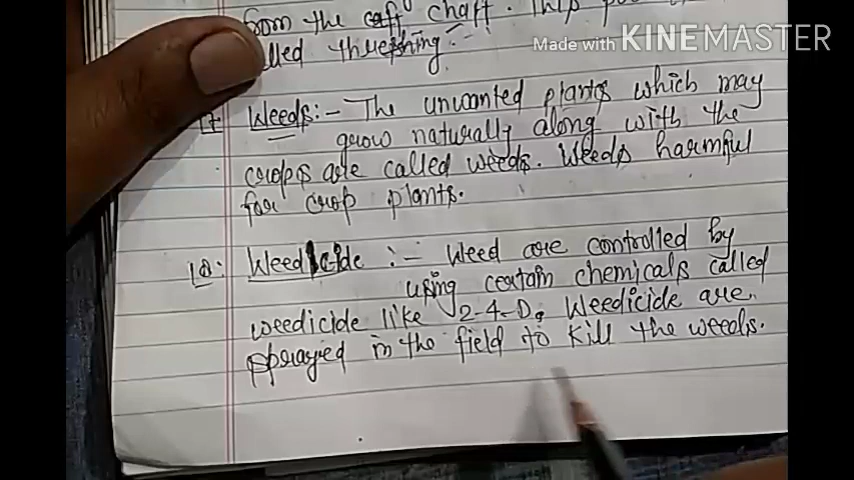 from the chaff. This
called threshing :-
Made with KINEMASTER
17. Weeds :- The unwanted plants which may
grow naturally along with the
crops are called weeds. Weeds harmful
for crop plants.
18. Weedicide :- Weed are controlled by
using certain chemicals called
weedicide like 2-4-D. Weedicide are
sprayed in the field to kill the weeds.